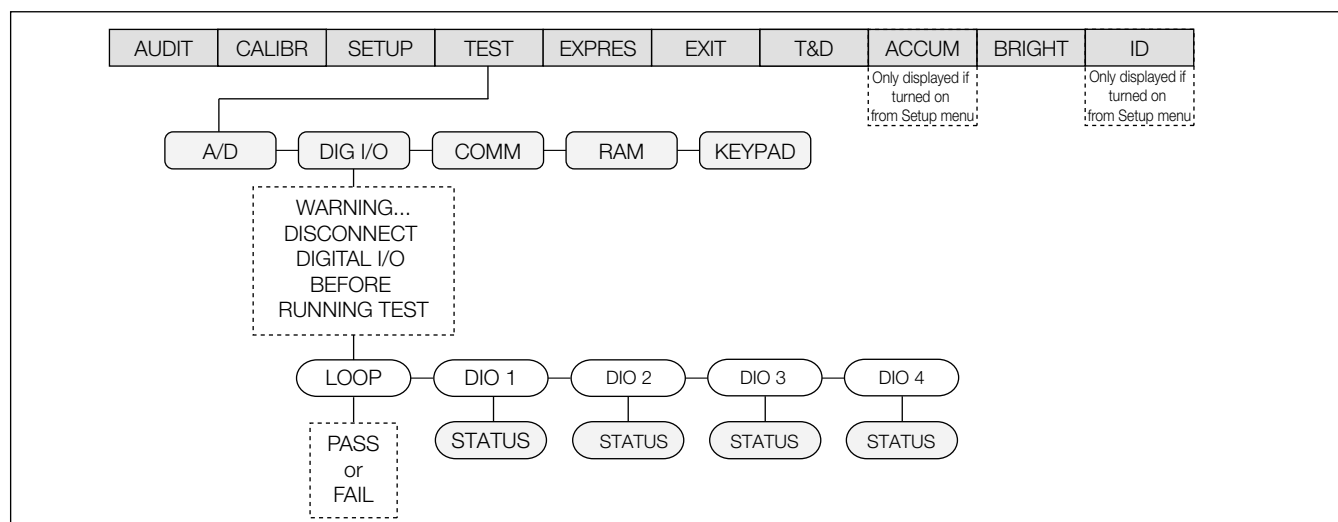 AUDIT CALIBR SETUP TEST EXPRES EXIT T&D ACCUM BRIGHT ID
Only displayed if
turned on
from Setup menu
Only displayed if
turned on
from Setup menu
A/D DIG I/O COMM RAM KEYPAD
WARNING...
DISCONNECT
DIGITAL I/O
BEFORE
RUNNING TEST
LOOP DIO 1 DIO 2 DIO 3 DIO 4
PASS
or
FAIL
STATUS STATUS STATUS STATUS